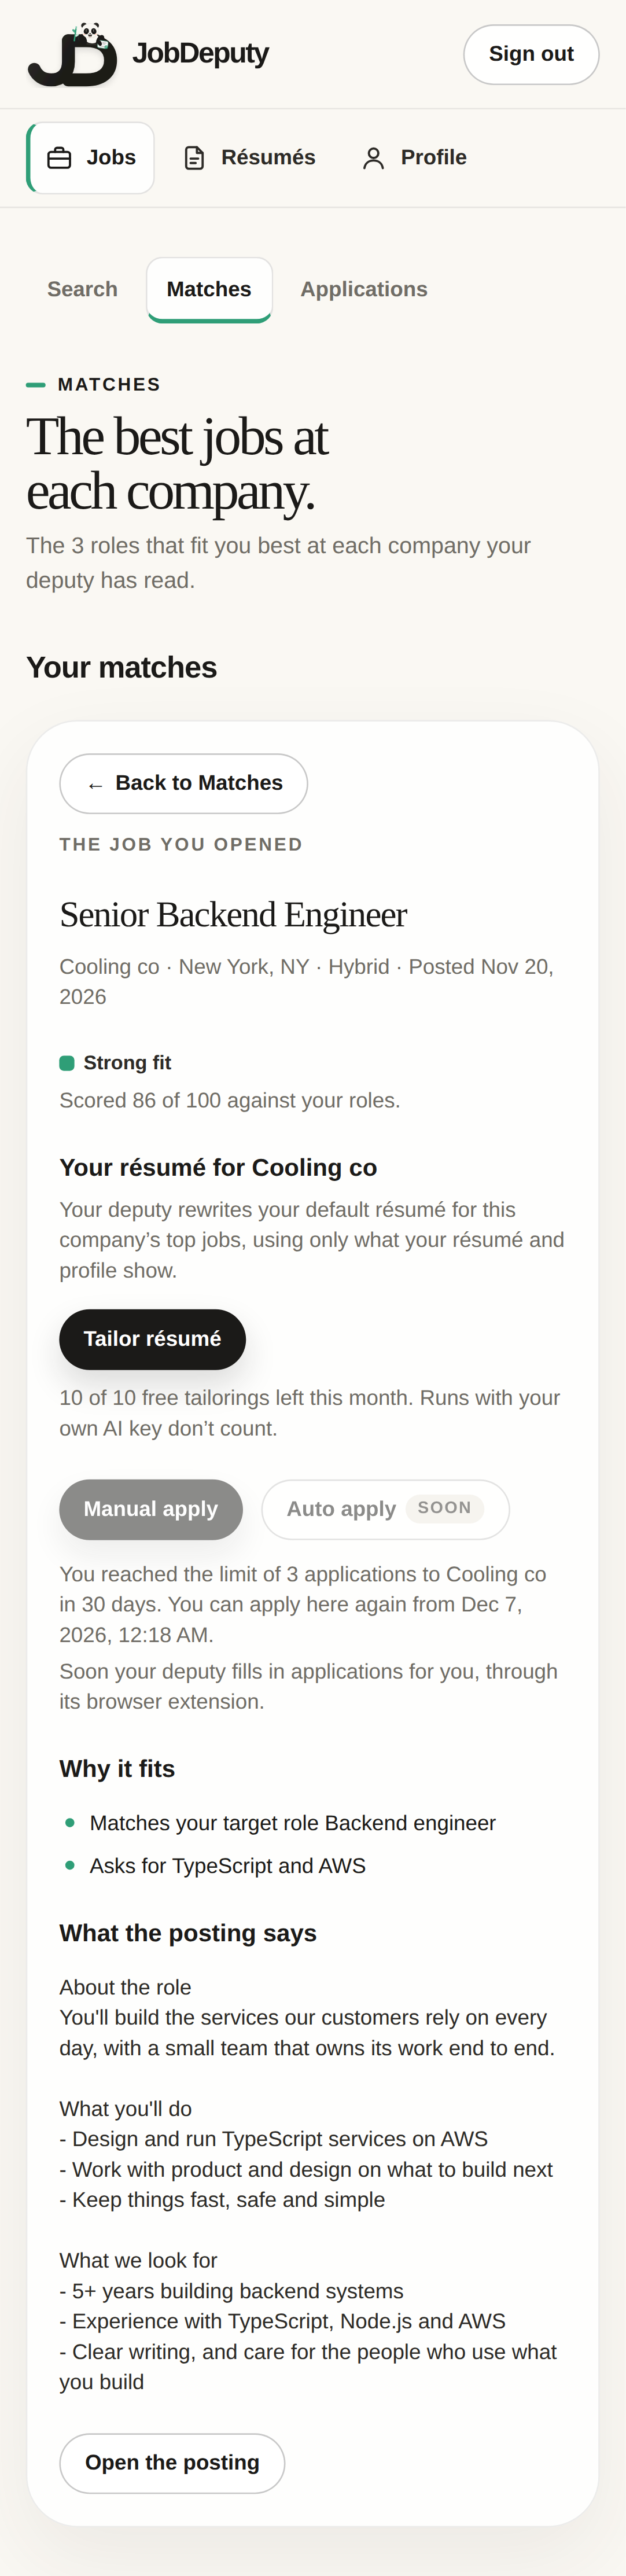 JobDeputy
Sign out
Jobs
Résumés
Profile
Search
Matches
Applications
MATCHES
The best jobs at
each company.
The 3 roles that fit you best at each company your
deputy has read.
Your matches
← Back to Matches
THE JOB YOU OPENED
Senior Backend Engineer
Cooling co · New York, NY · Hybrid · Posted Nov 20,
2026
Strong fit
Scored 86 of 100 against your roles.
Your résumé for Cooling co
Your deputy rewrites your default résumé for this
company’s top jobs, using only what your résumé and
profile show.
Tailor résumé
10 of 10 free tailorings left this month. Runs with your
own AI key don’t count.
Manual apply
Auto apply SOON
You reached the limit of 3 applications to Cooling co
in 30 days. You can apply here again from Dec 7,
2026, 12:18 AM.
Soon your deputy fills in applications for you, through
its browser extension.
Why it fits
Matches your target role Backend engineer
Asks for TypeScript and AWS
What the posting says
About the role
You'll build the services our customers rely on every
day, with a small team that owns its work end to end.
What you'll do
- Design and run TypeScript services on AWS
- Work with product and design on what to build next
- Keep things fast, safe and simple
What we look for
- 5+ years building backend systems
- Experience with TypeScript, Node.js and AWS
- Clear writing, and care for the people who use what
you build
Open the posting